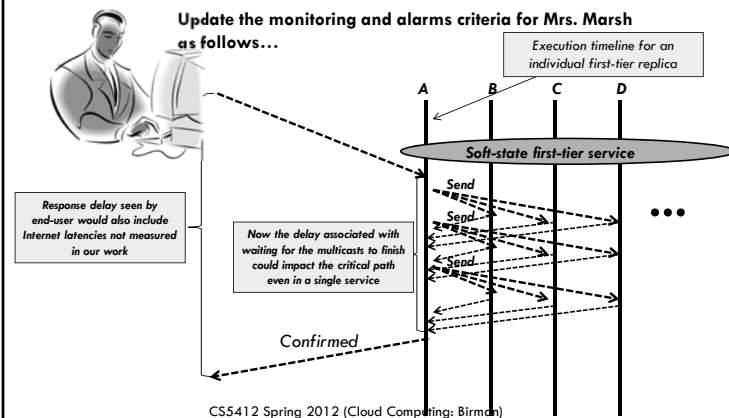 Update the monitoring and alarms criteria for Mrs. Marsh
as follows...
Execution timeline for an
individual first-tier replica
A B C D
Soft-state first-tier service
Send
Send
Send
Response delay seen by
end-user would also include
Internet latencies not measured
in our work
Now the delay associated with
waiting for the multicasts to finish
could impact the critical path
even in a single service
Confirmed
CS5412 Spring 2012 (Cloud Computing: Birman)